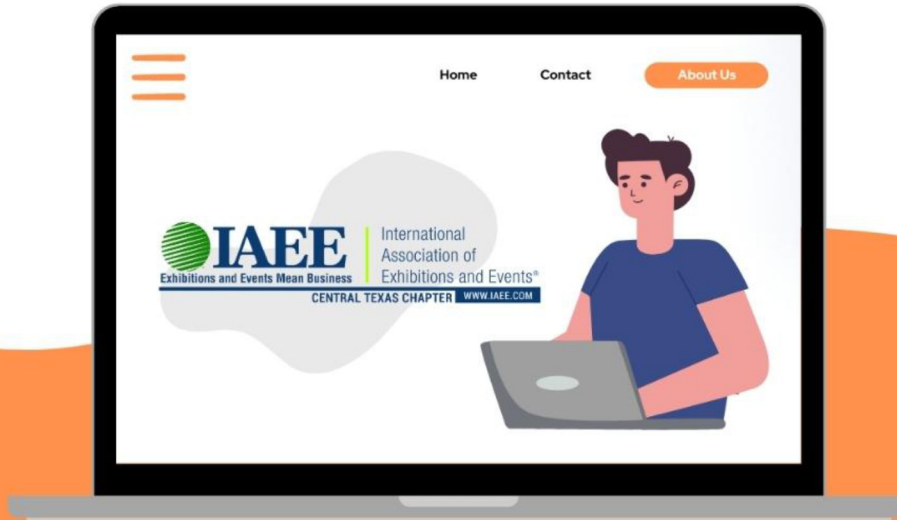 Home Contact About Us
IAEE
Exhibitions and Events Mean Business
International
Association of
Exhibitions and Events®
CENTRAL TEXAS CHAPTER WWW.IAEE.COM